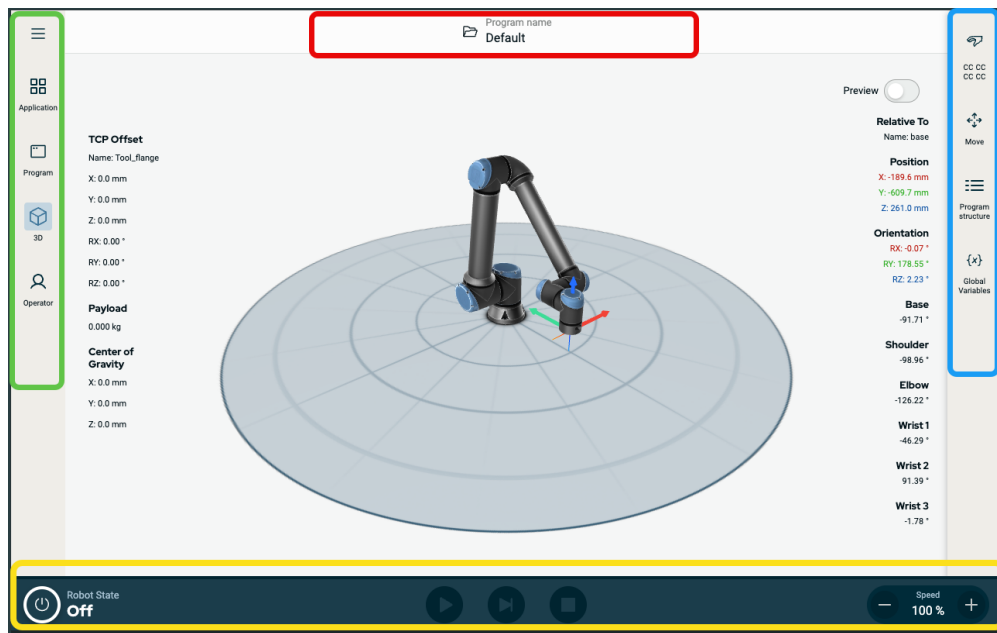 Program name
Default
Application
Program
3D
Operator
TCP Offset
Name: Tool_flange
X: 0.0 mm
Y: 0.0 mm
Z: 0.0 mm
RX: 0.00 °
RY: 0.00 °
RZ: 0.00 °
Payload
0.000 kg
Center of
Gravity
X: 0.0 mm
Y: 0.0 mm
Z: 0.0 mm
Preview
Relative To
Name: base
Position
X: -189.6 mm
Y: -609.7 mm
Z: 261.0 mm
Orientation
RX: -0.07 °
RY: 178.55 °
RZ: 2.23 °
Base
-91.71 °
Shoulder
-98.96 °
Elbow
-126.22 °
Wrist 1
-46.29 °
Wrist 2
91.39 °
Wrist 3
-1.78 °
CC CC
CC CC
Move
Program
structure
{x}
Global
Variables
Robot State
Off
Speed
100 %